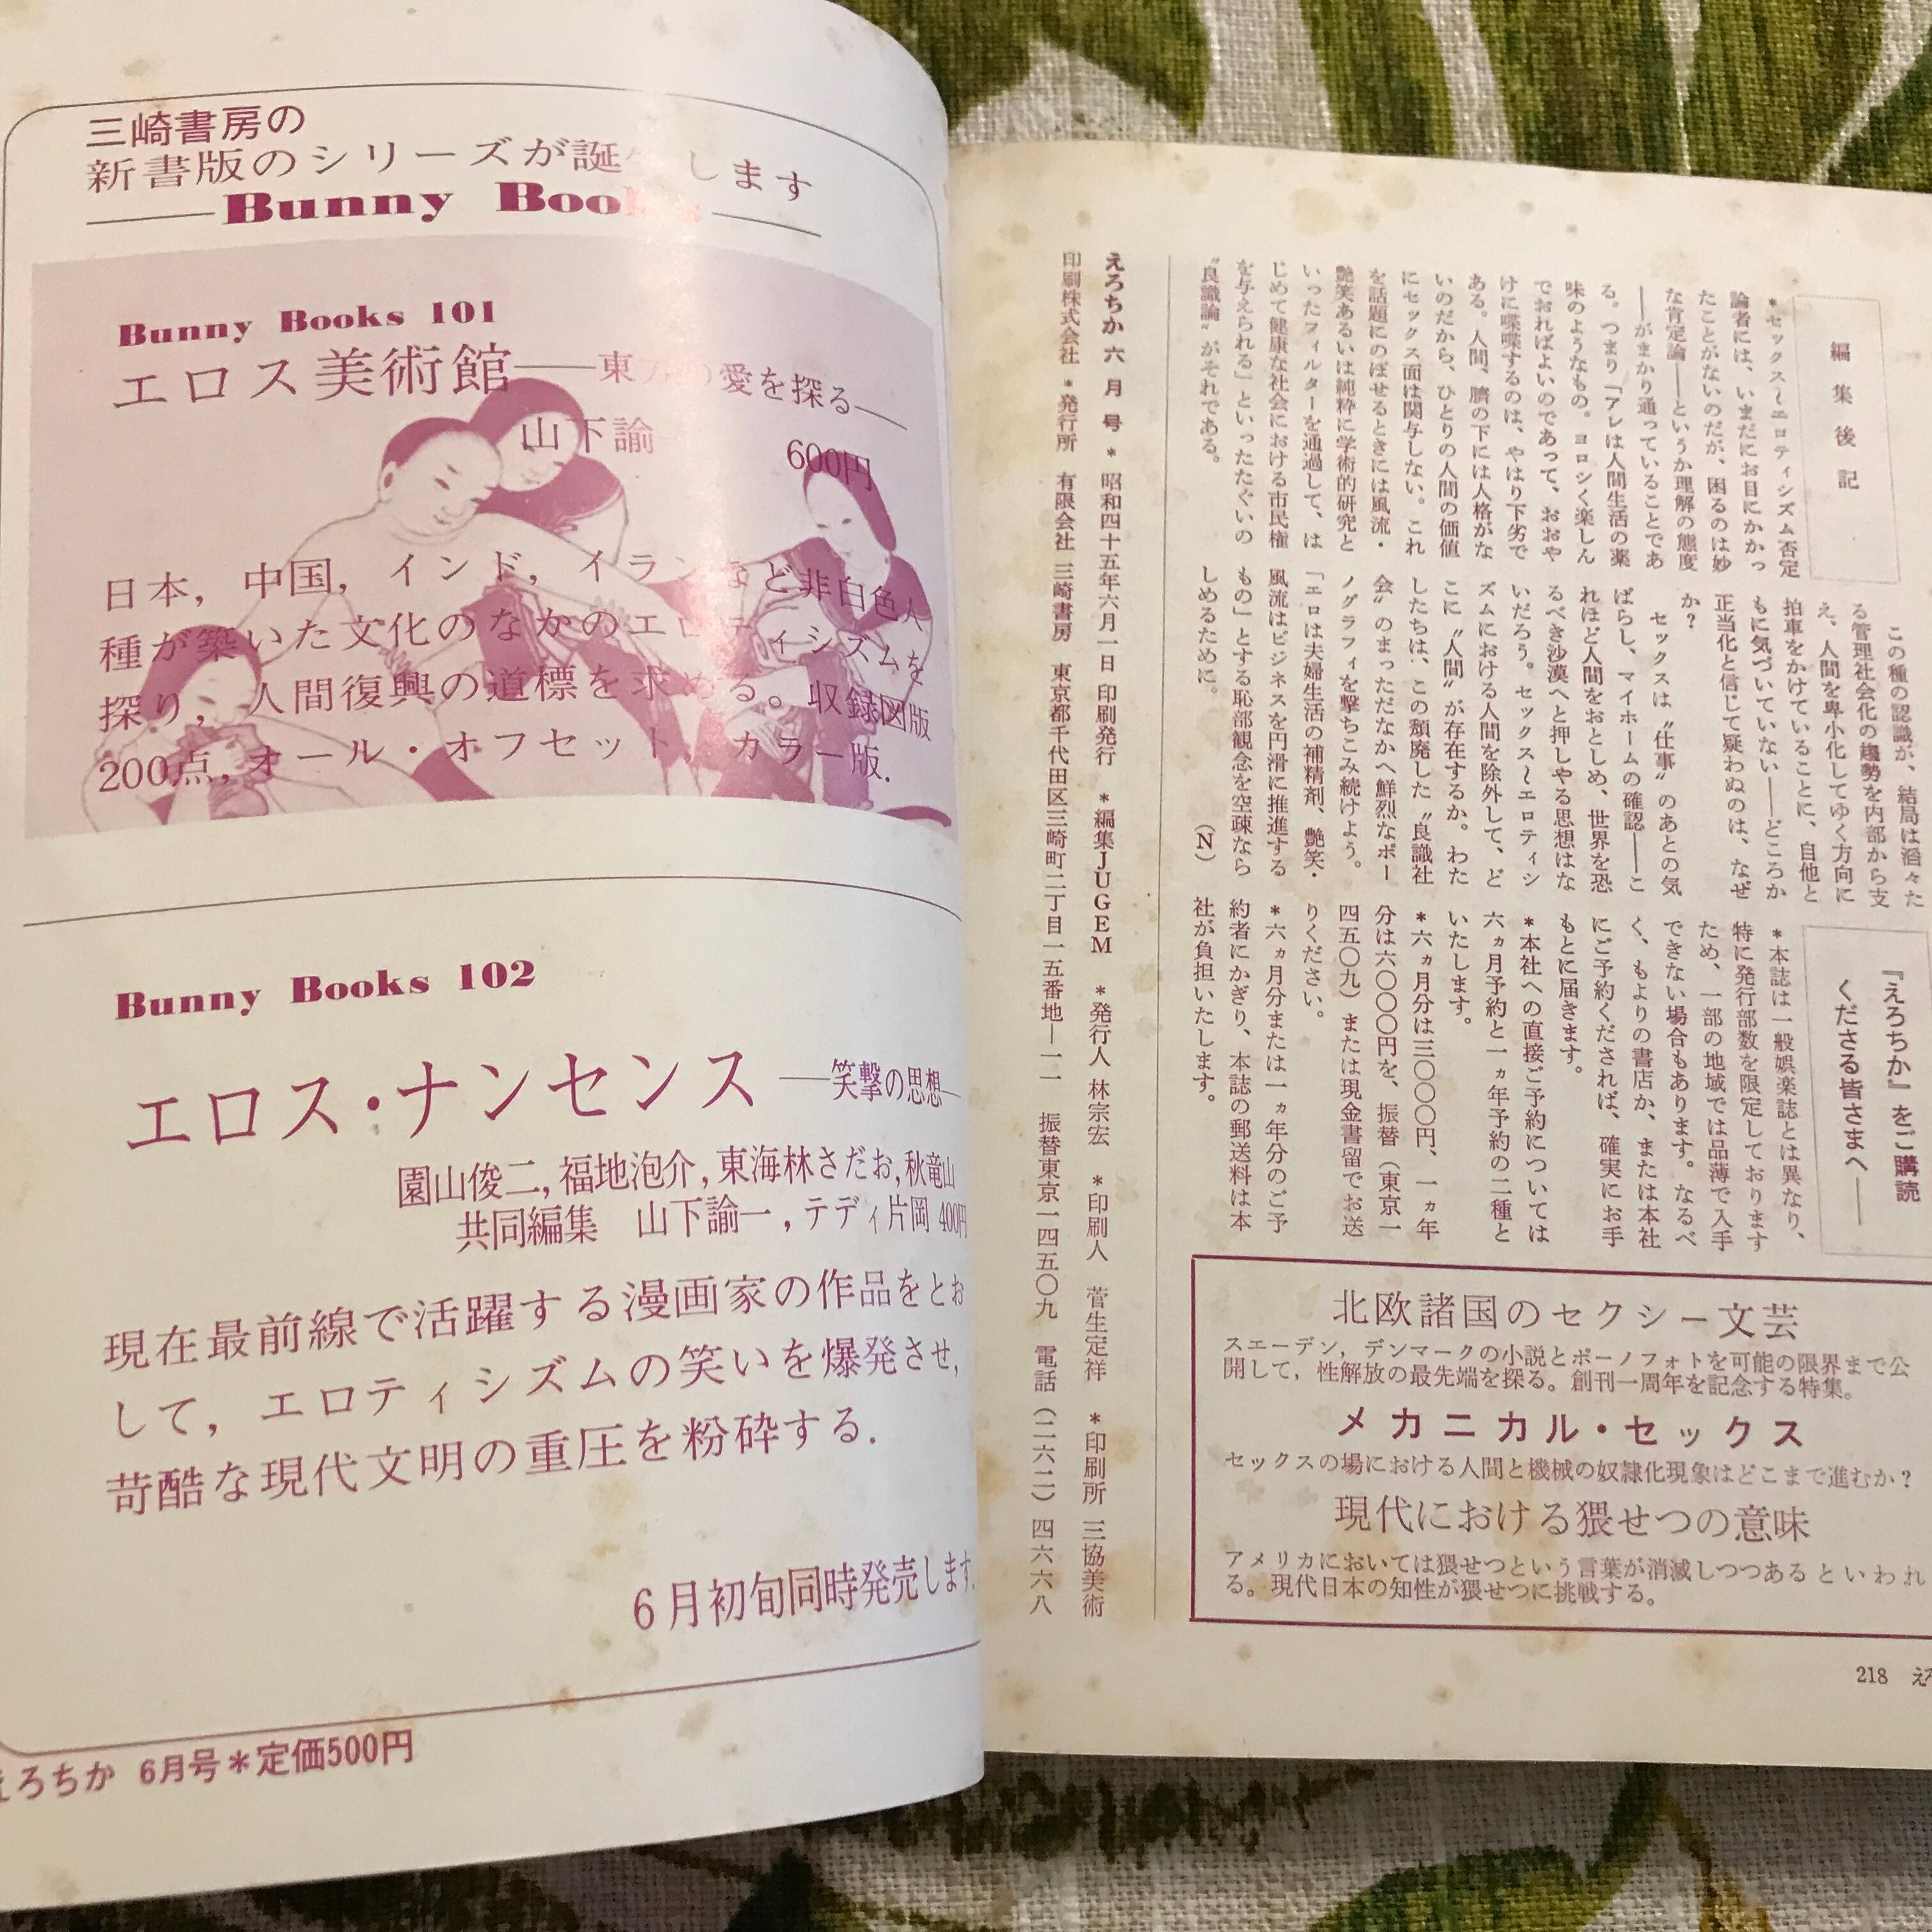 三崎書房の
新書版のシリーズが誕生します
Bunny Books
Bunny Books 101
エロス美術館――東方の愛を探る―
山下諭一
600円
日本，中国，インド，イランなど非白色人
種が築いた文化のなかのエロティシズムを
探り，人間復興の道標を求める。収録図版
200点，オール・オフセット，カラー版.
Bunny Books 102
エロス・ナンセンス ―笑撃の思想―
園山俊二,福地泡介,東海林さだお,秋竜山
共同編集　山下諭一，テディ片岡 400円
現在最前線で活躍する漫画家の作品をとお
して，エロティシズムの笑いを爆発させ，
苛酷な現代文明の重圧を粉砕する.
6月初旬同時発売します.
えろちか 6月号＊定価500円
編集後記
＊セックス〜エロティシズム否定
論者には、いまだにお目にかかっ
たことがないのだが、困るのは妙
な肯定論――というか理解の態度
――がまかり通っていることであ
る。つまり「アレは人間生活の薬
味のようなもの。ヨロシく楽しん
でおればよいのであって、おおや
けに喋喋するのは、やはり下劣で
ある。人間、臍の下には人格がな
いのだから、ひとりの人間の価値
にセックス面は関与しない。これ
を話題にのぼせるときには風流・
艶笑あるいは純粋に学術的研究と
いったフィルターを通過して、は
じめて健康な社会における市民権
を与えられる」といったたぐいの
〝良識論〟がそれである。
この種の認識が、結局は滔々た
る管理社会化の趨勢を内部から支
え、人間を卑小化してゆく方向に
拍車をかけていることに、自他と
もに気づいていない――どころか
正当化と信じて疑わぬのは、なぜ
か？
セックスは〝仕事〟のあとの気
ばらし、マイホームの確認――こ
れほど人間をおとしめ、世界を恐
るべき沙漠へと押しやる思想はな
いだろう。セックス〜エロティシ
ズムにおける人間を除外して、ど
こに〝人間〟が存在するか。わた
したちは、この頽廃した〝良識社
会〟のまっただなかへ鮮烈なポー
ノグラフィを撃ちこみ続けよう。
「エロは夫婦生活の補精剤、艶笑・
風流はビジネスを円滑に推進する
もの」とする恥部観念を空疎なら
しめるために。　（N）
『えろちか』をご購読
くださる皆さまへ――
＊本誌は一般娯楽誌とは異なり、
特に発行部数を限定しております
ため、一部の地域では品薄で入手
できない場合もあります。なるべ
く、もよりの書店か、または本社
にご予約くだされば、確実にお手
もとに届きます。
＊本社への直接ご予約については
六ヵ月予約と一ヵ年予約の二種と
いたします。
＊六ヵ月分は三〇〇〇円、一ヵ年
分は六〇〇〇円を、振替（東京一
四五〇九）または現金書留でお送
りください。
＊六ヵ月分または一ヵ年分のご予
約者にかぎり、本誌の郵送料は本
社が負担いたします。
北欧諸国のセクシー文芸
スエーデン，デンマークの小説とポーノフォトを可能の限界まで公
開して，性解放の最先端を探る。創刊一周年を記念する特集。
メカニカル・セックス
セックスの場における人間と機械の奴隷化現象はどこまで進むか？
現代における猥せつの意味
アメリカにおいては猥せつという言葉が消滅しつつあるといわれ
る。現代日本の知性が猥せつに挑戦する。
えろちか 六月号 ＊昭和四十五年六月一日 印刷発行 ＊編集JUGEM ＊発行人 林宗宏 ＊印刷人 菅生定祥 ＊印刷所 三協美術
印刷株式会社 ＊発行所 有限会社 三崎書房 東京都千代田区三崎町二丁目一五番地―一一 振替東京一四五〇九 電話（二六二）四六六八
218